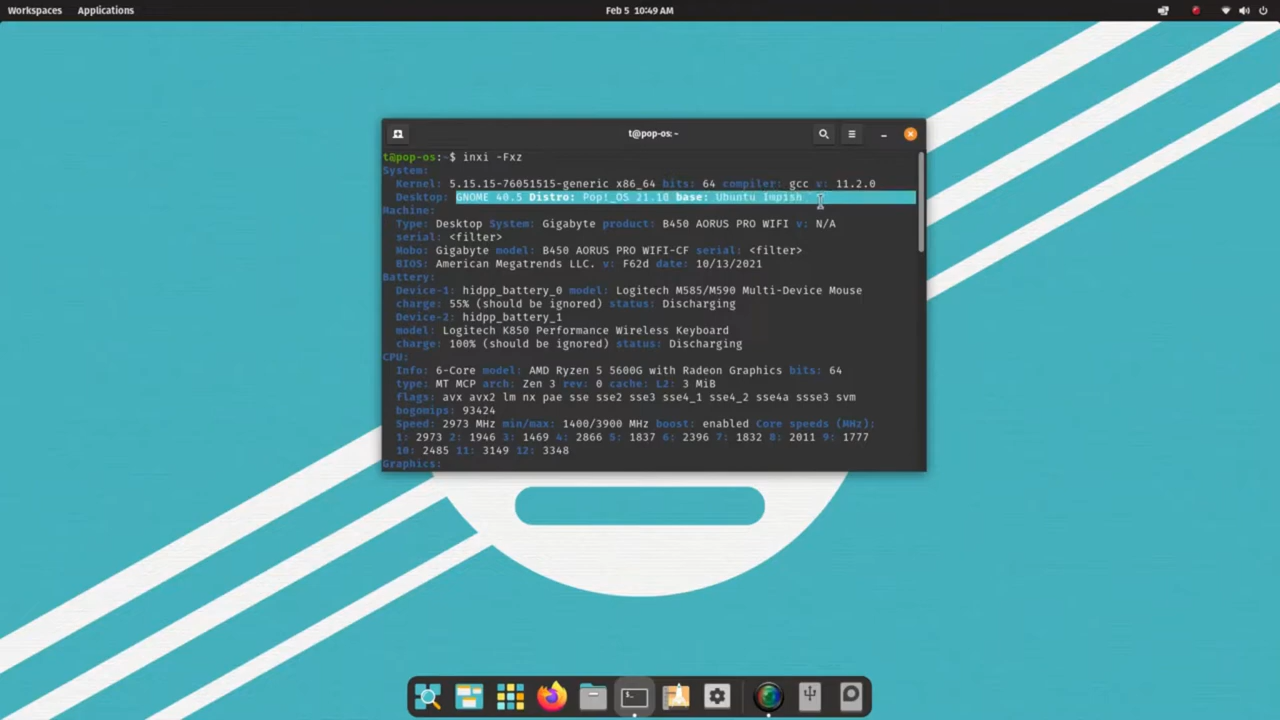 Workspaces Applications Feb 5 10:49 AM
t@pop-os: ~
t@pop-os:~$ inxi -Fxz
System:
Kernel: 5.15.15-76051515-generic x86_64 bits: 64 compiler: gcc v: 11.2.0
Desktop: GNOME 40.5 Distro: Pop!_OS 21.10 base: Ubuntu Impish
Machine:
Type: Desktop System: Gigabyte product: B450 AORUS PRO WIFI v: N/A
serial: <filter>
Mobo: Gigabyte model: B450 AORUS PRO WIFI-CF serial: <filter>
BIOS: American Megatrends LLC. v: F62d date: 10/13/2021
Battery:
Device-1: hidpp_battery_0 model: Logitech M585/M590 Multi-Device Mouse
charge: 55% (should be ignored) status: Discharging
Device-2: hidpp_battery_1
model: Logitech K850 Performance Wireless Keyboard
charge: 100% (should be ignored) status: Discharging
CPU:
Info: 6-Core model: AMD Ryzen 5 5600G with Radeon Graphics bits: 64
type: MT MCP arch: Zen 3 rev: 0 cache: L2: 3 MiB
flags: avx avx2 lm nx pae sse sse2 sse3 sse4_1 sse4_2 sse4a ssse3 svm
bogomips: 93424
Speed: 2973 MHz min/max: 1400/3900 MHz boost: enabled Core speeds (MHz):
1: 2973 2: 1946 3: 1469 4: 2866 5: 1837 6: 2396 7: 1832 8: 2011 9: 1777
10: 2485 11: 3149 12: 3348
Graphics: